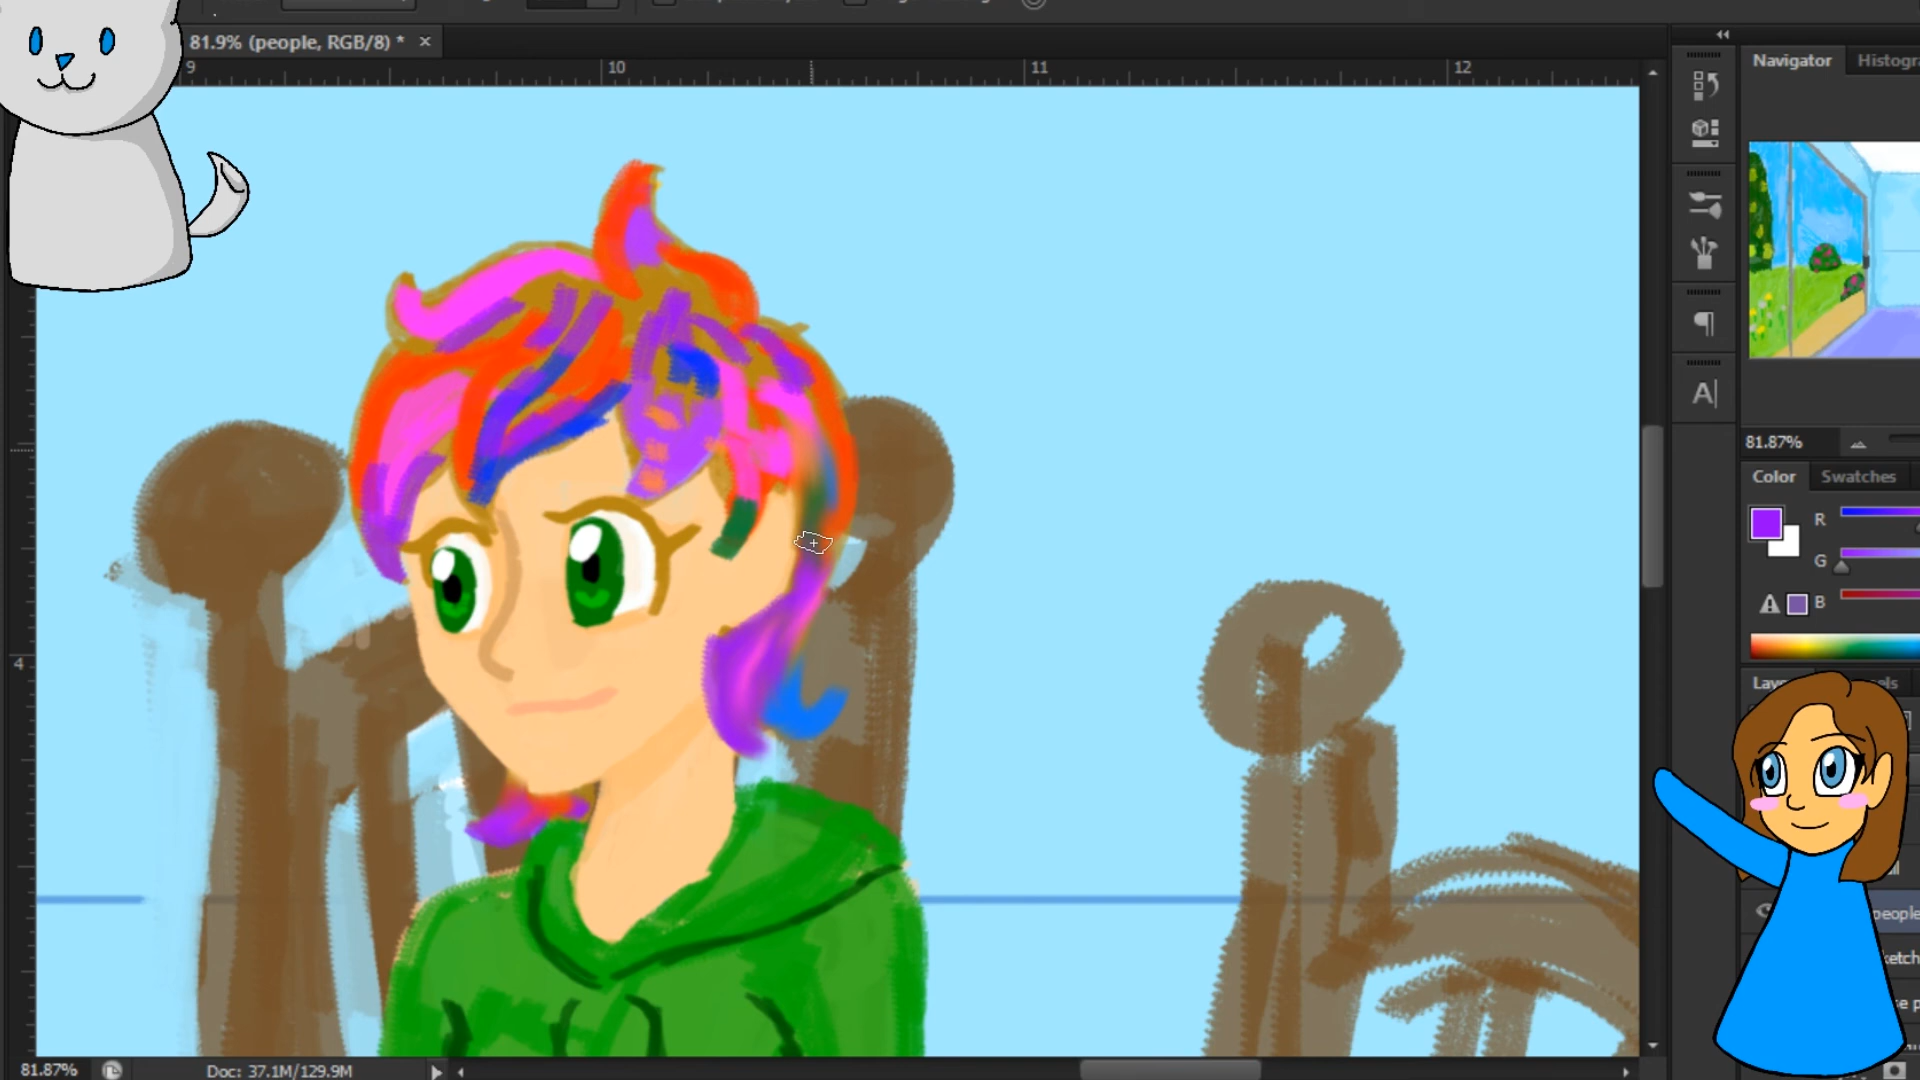 81.9% (people, RGB/8) * ×
9 10 11 12
Navigator
81.87%
Color Swatches
R
G
B
4
A
people
81.87% Doc: 37.1M/129.9M